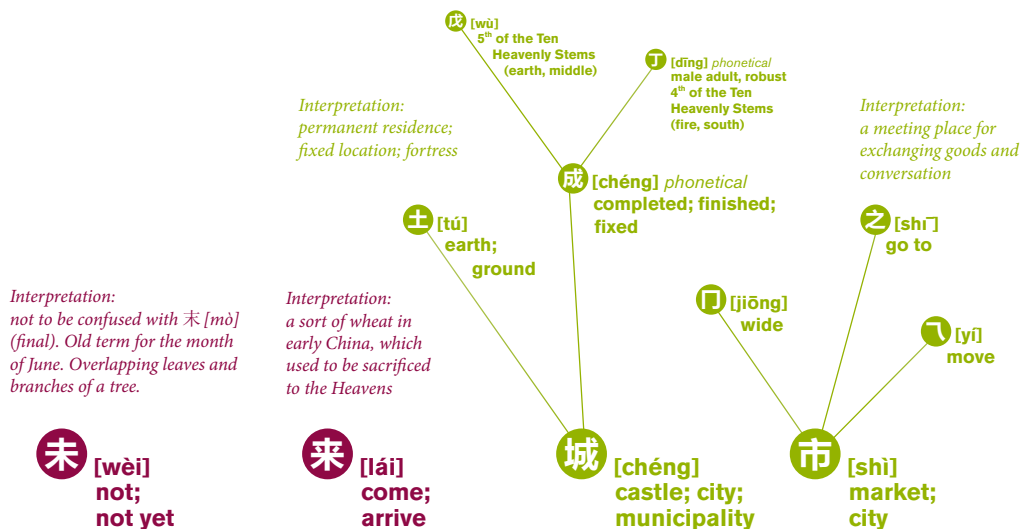 戊 [wù]
5th of the Ten
Heavenly Stems
(earth, middle)
丁 [dīng] phonetical
male adult, robust
4th of the Ten
Heavenly Stems
(fire, south)
Interpretation:
permanent residence;
fixed location; fortress
Interpretation:
a meeting place for
exchanging goods and
conversation
成 [chéng] phonetical
completed; finished;
fixed
土 [tú]
earth;
ground
之 [shı¯]
go to
Interpretation:
not to be confused with 末 [mò]
(final). Old term for the month
of June. Overlapping leaves and
branches of a tree.
Interpretation:
a sort of wheat in
early China, which
used to be sacrificed
to the Heavens
冂 [jiōng]
wide
⺄ [yí]
move
未 [wèi]
not;
not yet
来 [lái]
come;
arrive
城 [chéng]
castle; city;
municipality
市 [shì]
market;
city